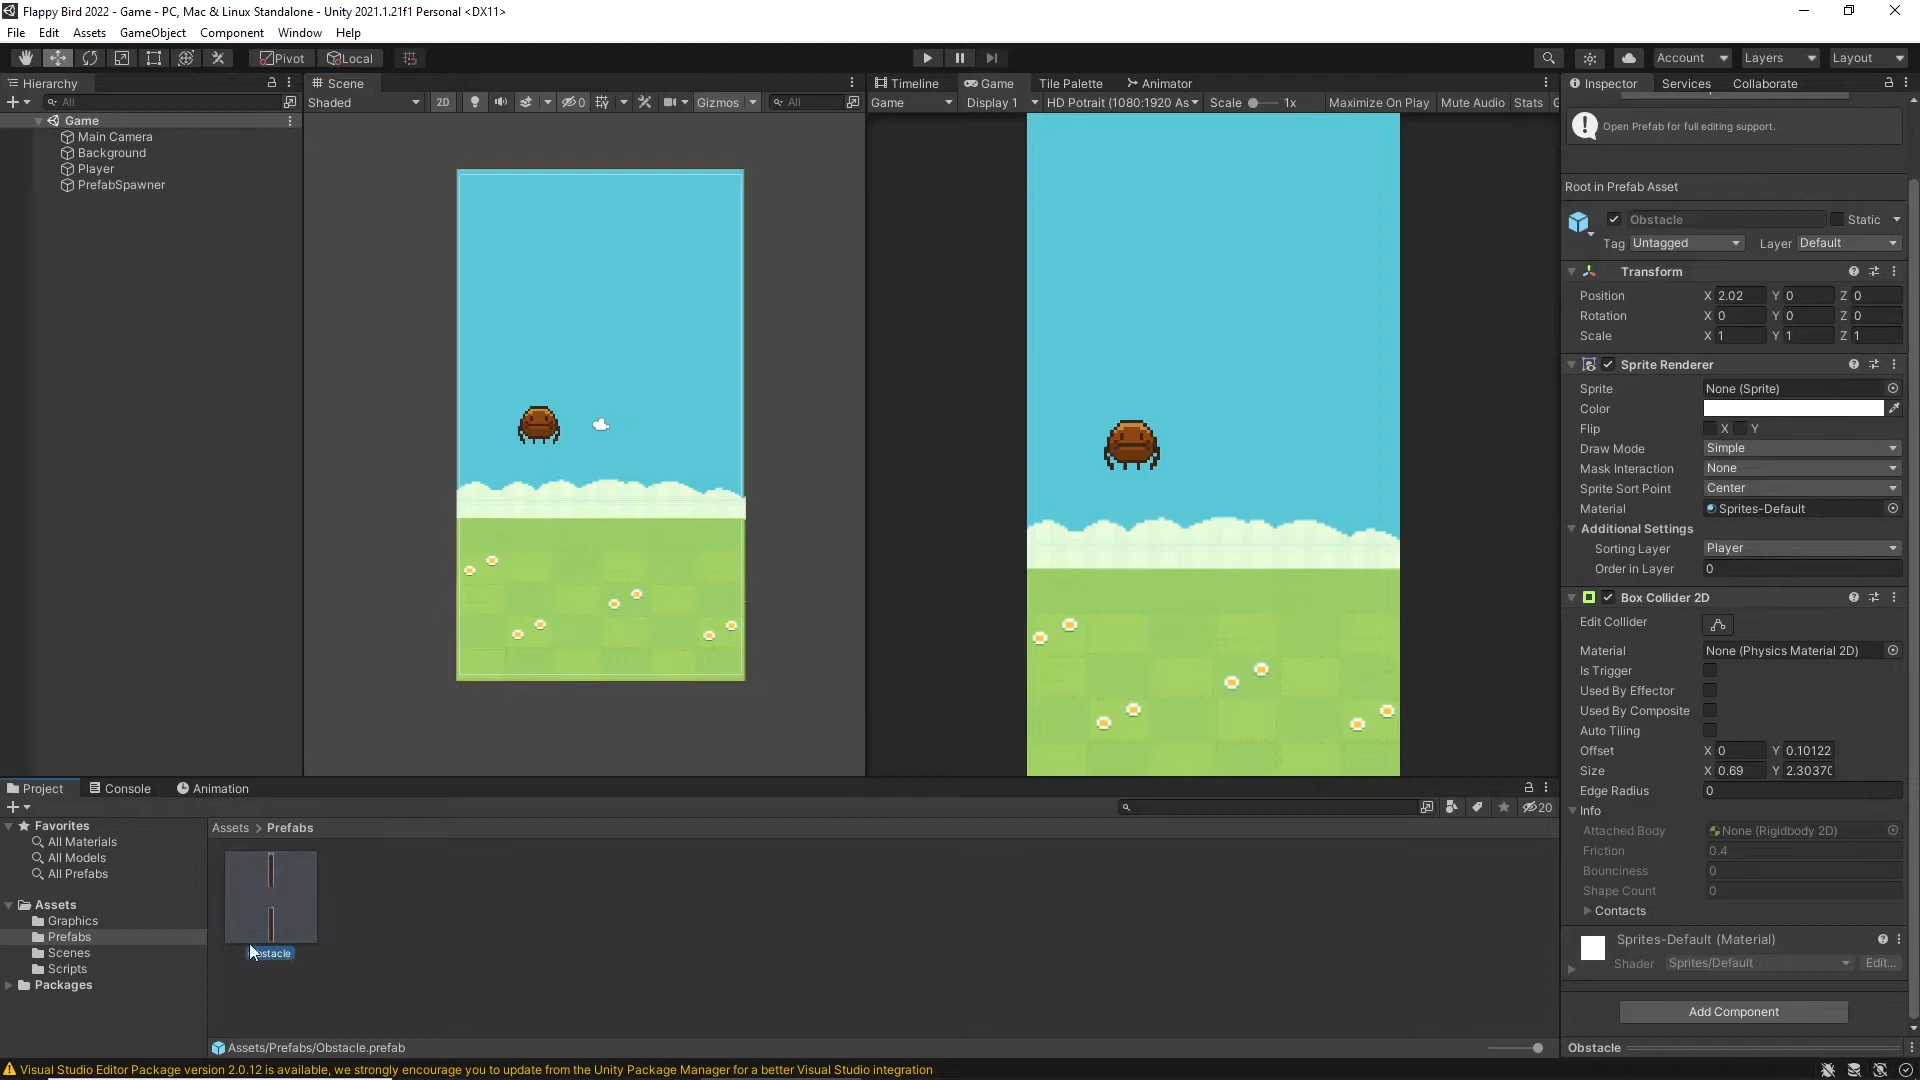 Flappy Bird 2022 - Game - PC, Mac & Linux Standalone - Unity 2021.1.21f1 Personal <DX11>
File Edit Assets GameObject Component Window Help
Pivot Local Account Layers Layout
Hierarchy
All
Game
Main Camera
Background
Player
PrefabSpawner
Scene
Shaded 2D 0 Gizmos All
Timeline Game Tile Palette Animator
Game Display 1 HD Potrait (1080:1920 As Scale 1x Maximize On Play Mute Audio Stats G
Inspector Services Collaborate
Open Prefab for full editing support.
Root in Prefab Asset
Obstacle Static
Tag Untagged Layer Default
Transform
Position X 2.02 Y 0 Z 0
Rotation X 0 Y 0 Z 0
Scale X 1 Y 1 Z 1
Sprite Renderer
Sprite None (Sprite)
Color
Flip X Y
Draw Mode Simple
Mask Interaction None
Sprite Sort Point Center
Material Sprites-Default
Additional Settings
Sorting Layer Player
Order in Layer 0
Box Collider 2D
Edit Collider
Material None (Physics Material 2D)
Is Trigger
Used By Effector
Used By Composite
Auto Tiling
Offset X 0 Y 0.10122
Size X 0.69 Y 2.3037(
Edge Radius 0
Info
Attached Body None (Rigidbody 2D)
Friction 0.4
Bounciness 0
Shape Count 0
Contacts
Sprites-Default (Material)
Shader Sprites/Default Edit...
Add Component
Obstacle
Project Console Animation
20
Favorites
All Materials
All Models
All Prefabs
Assets
Graphics
Prefabs
Scenes
Scripts
Packages
Assets > Prefabs
stacle
Assets/Prefabs/Obstacle.prefab
Visual Studio Editor Package version 2.0.12 is available, we strongly encourage you to update from the Unity Package Manager for a better Visual Studio integration